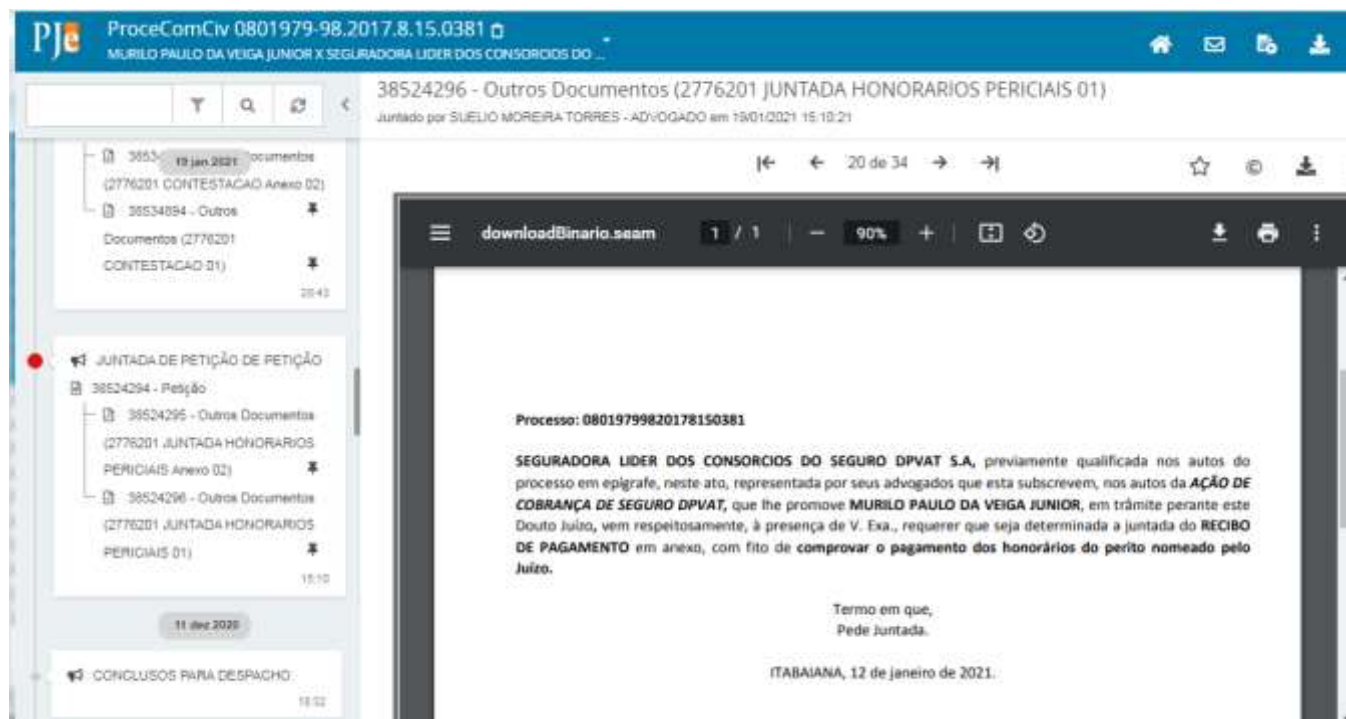 PJe
ProceComCiv 0801979-98.2017.8.15.0381
MURILO PAULO DA VEIGA JUNIOR X SEGURADORA LIDER DOS CONSORCIOS DO ...
38524296 - Outros Documentos (2776201 JUNTADA HONORARIOS PERICIAIS 01)
Juntado por SUELIO MOREIRA TORRES - ADVOGADO em 19/01/2021 15:10:21
19 jan 2021
(2776201 CONTESTACAO Anexo 02)
38534894 - Outros
Documentos (2776201
CONTESTACAO 01)
20:43
JUNTADA DE PETIÇÃO DE PETIÇÃO
38524294 - Petição
38524295 - Outros Documentos
(2776201 JUNTADA HONORARIOS
PERICIAIS Anexo 02)
38524296 - Outros Documentos
(2776201 JUNTADA HONORARIOS
PERICIAIS 01)
15:10
11 dez 2020
CONCLUSOS PARA DESPACHO
20 de 34
downloadBinario.seam 1 / 1 90%
Processo: 08019799820178150381
SEGURADORA LIDER DOS CONSORCIOS DO SEGURO DPVAT S.A, previamente qualificada nos autos do
processo em epígrafe, neste ato, representada por seus advogados que esta subscrevem, nos autos da AÇÃO DE
COBRANÇA DE SEGURO DPVAT, que lhe promove MURILO PAULO DA VEIGA JUNIOR, em trâmite perante este
Douto Juízo, vem respeitosamente, à presença de V. Exa., requerer que seja determinada a juntada do RECIBO
DE PAGAMENTO em anexo, com fito de comprovar o pagamento dos honorários do perito nomeado pelo
Juízo.
Termo em que,
Pede Juntada.
ITABAIANA, 12 de janeiro de 2021.